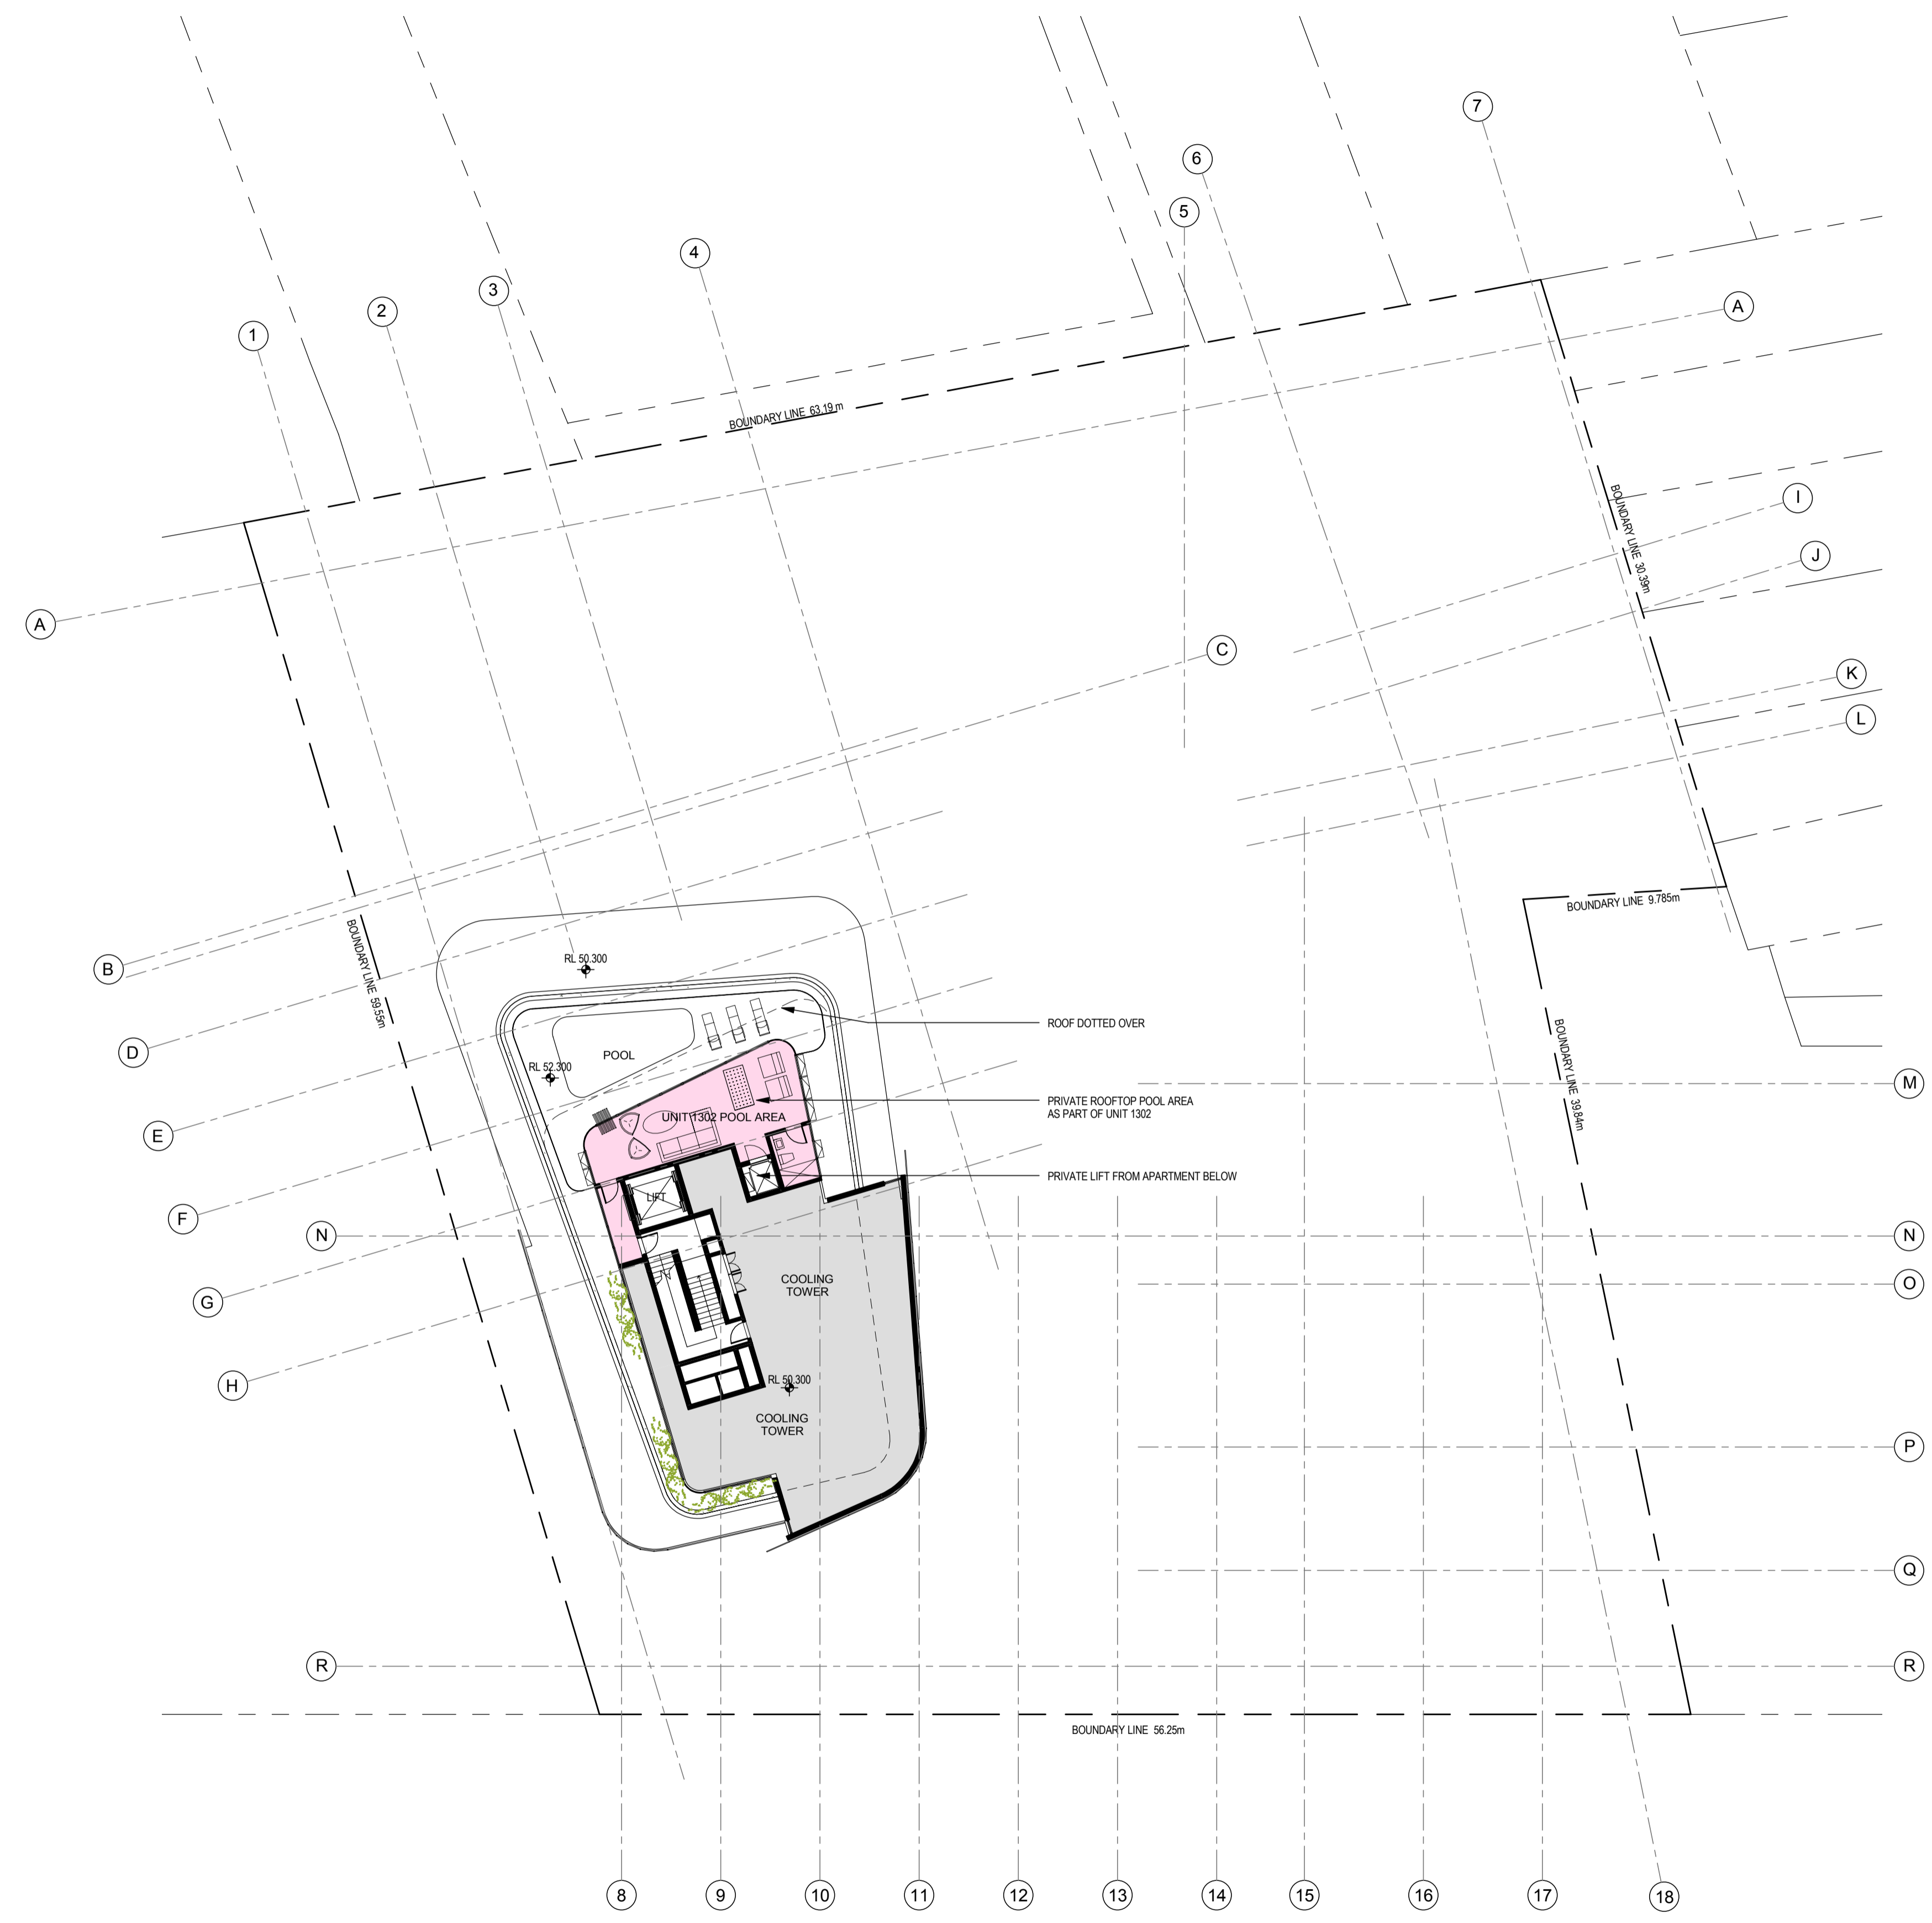 7
6
5
4
3
2
1
A
BOUNDARY LINE 63.19 m
I
BOUNDARY LINE 30.39m
J
A
C
K
L
BOUNDARY LINE 9.785m
BOUNDARY LINE 59.55m
B
RL 50.300
D
ROOF DOTTED OVER
POOL
RL 52.300
BOUNDARY LINE 39.84m
M
PRIVATE ROOFTOP POOL AREA
AS PART OF UNIT 1302
UNIT 1302 POOL AREA
E
PRIVATE LIFT FROM APARTMENT BELOW
LIFT
F
N
N
COOLING
TOWER
O
G
H
RL 50.300
COOLING
TOWER
P
Q
R
R
BOUNDARY LINE 56.25m
8
9
10
11
12
13
14
15
16
17
18